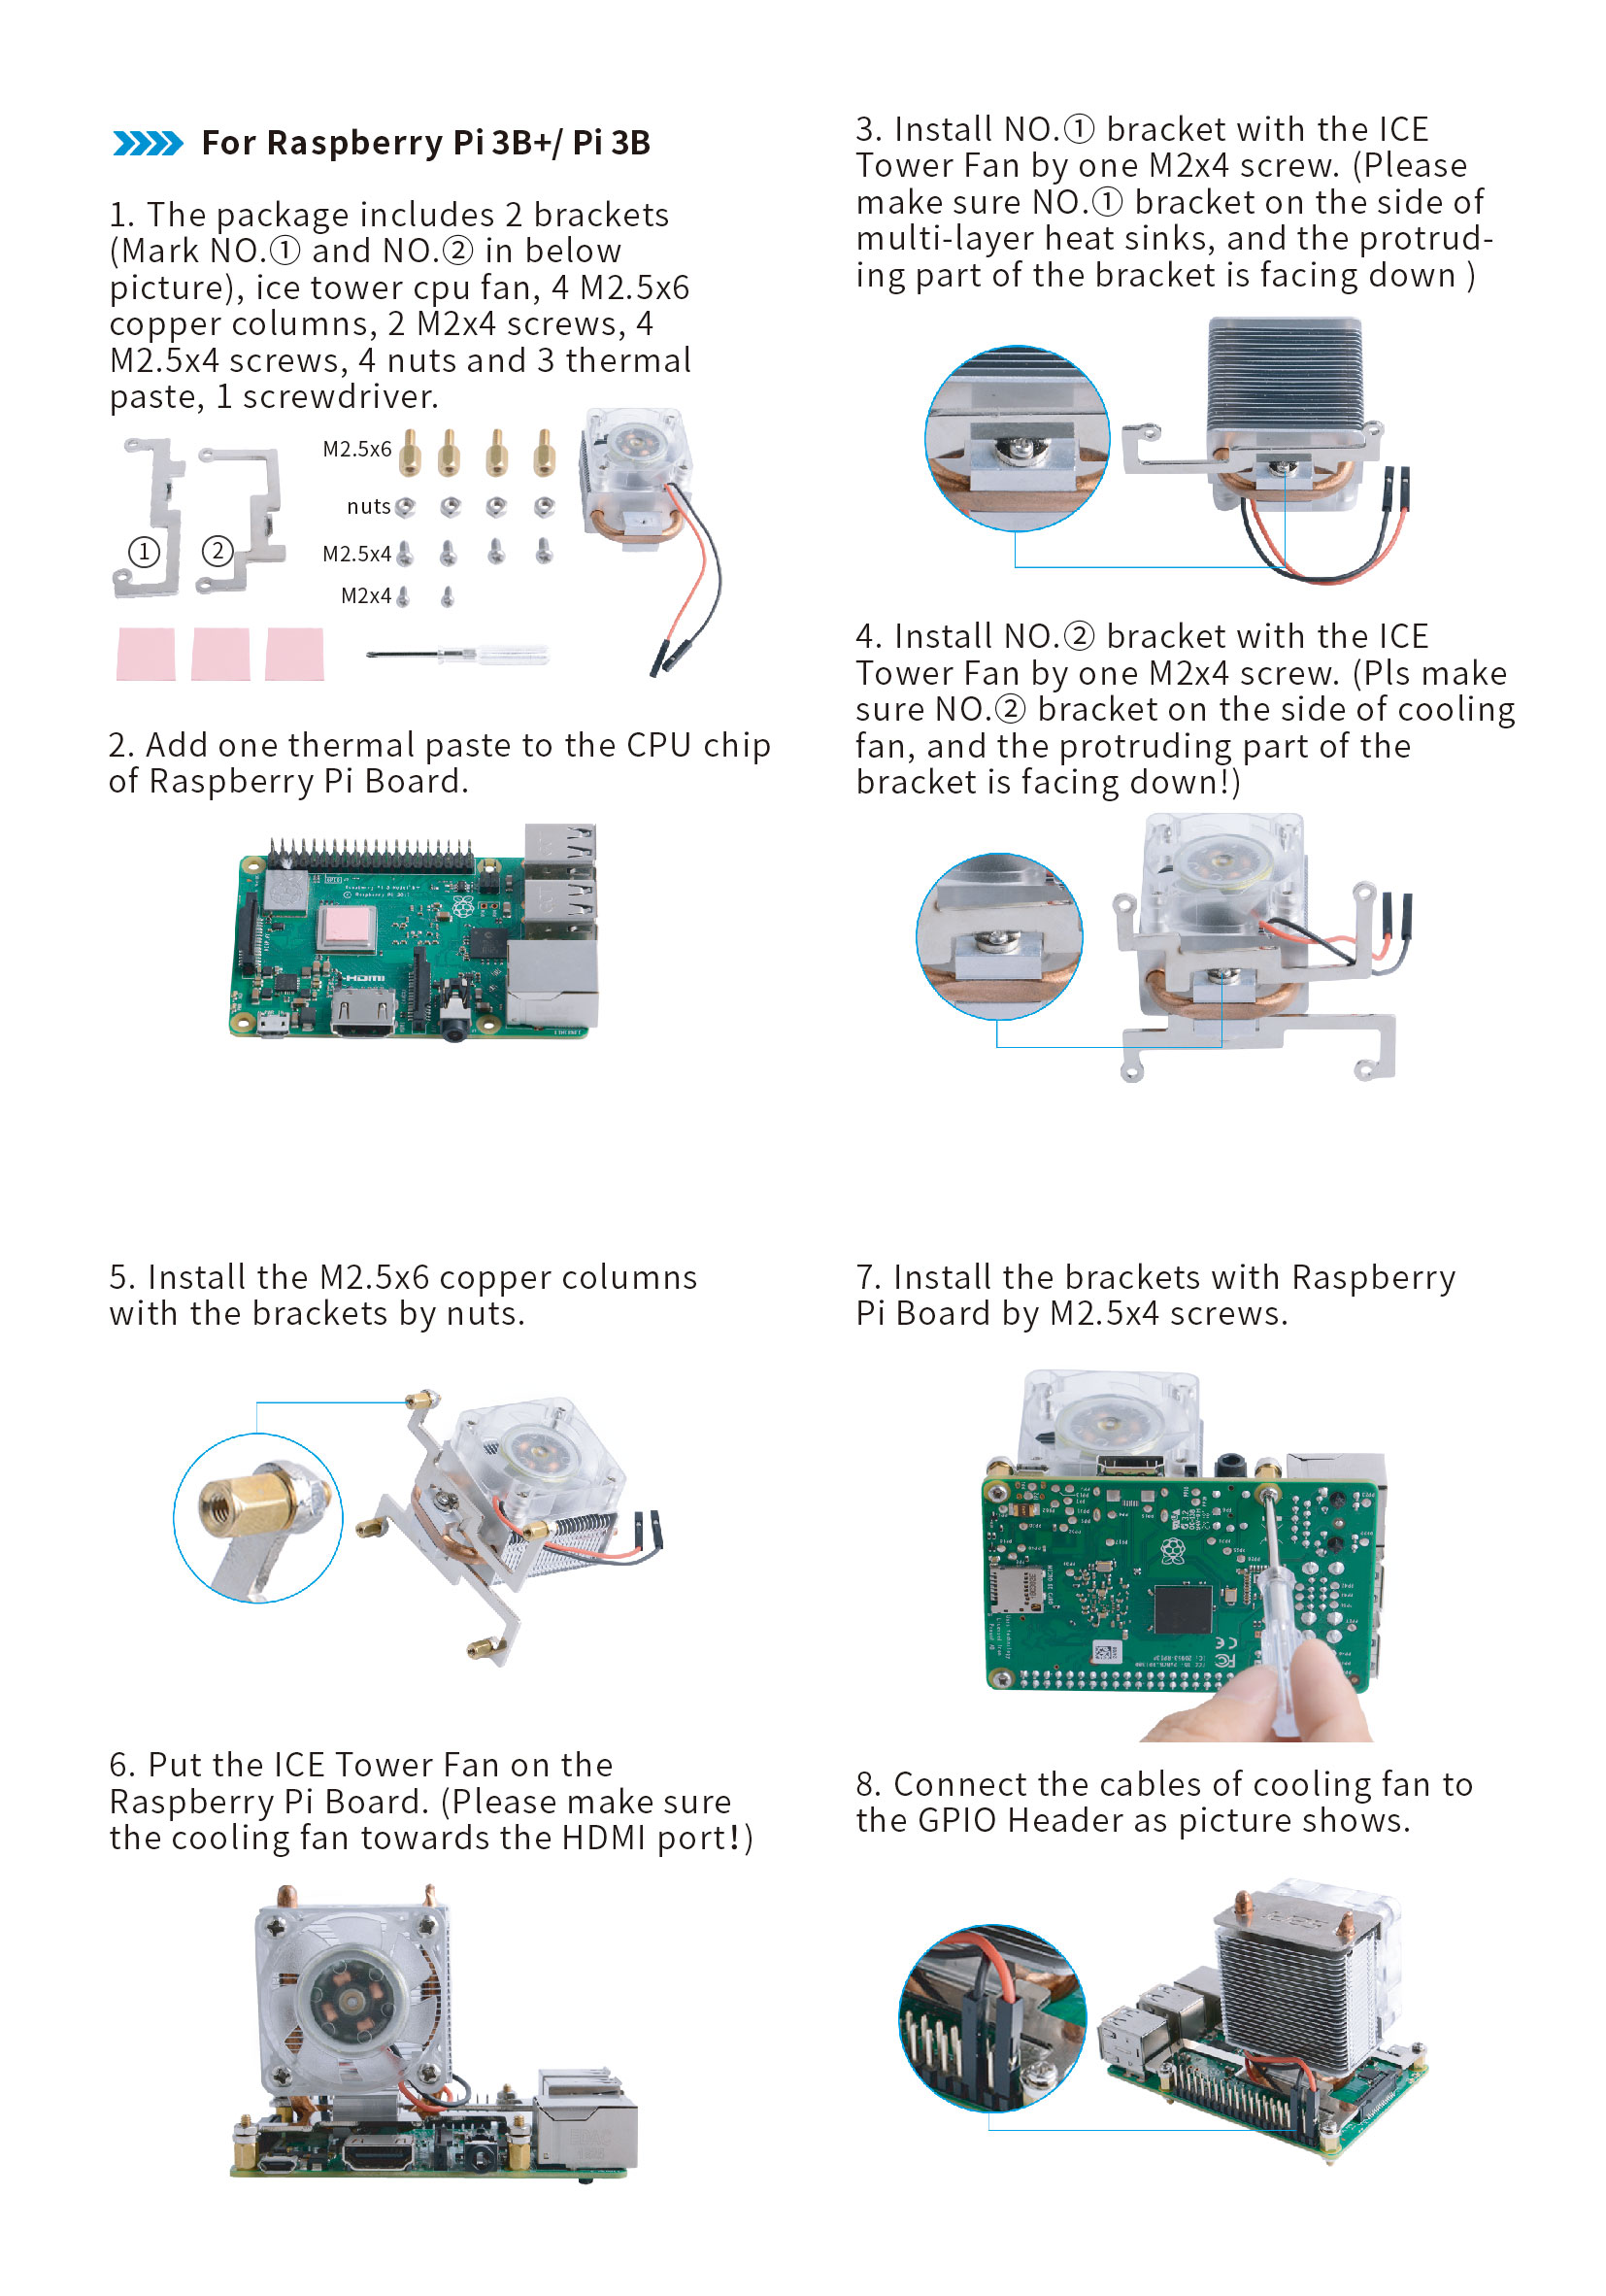 For Raspberry Pi 3B+/ Pi 3B
1. The package includes 2 brackets
(Mark NO.① and NO.② in below
picture), ice tower cpu fan, 4 M2.5x6
copper columns, 2 M2x4 screws, 4
M2.5x4 screws, 4 nuts and 3 thermal
paste, 1 screwdriver.
M2.5x6
nuts
M2.5x4
M2x4
①
②
2. Add one thermal paste to the CPU chip
of Raspberry Pi Board.
HDMI
3. Install NO.① bracket with the ICE
Tower Fan by one M2x4 screw. (Please
make sure NO.① bracket on the side of
multi-layer heat sinks, and the protrud-
ing part of the bracket is facing down )
4. Install NO.② bracket with the ICE
Tower Fan by one M2x4 screw. (Pls make
sure NO.② bracket on the side of cooling
fan, and the protruding part of the
bracket is facing down!)
5. Install the M2.5x6 copper columns
with the brackets by nuts.
6. Put the ICE Tower Fan on the
Raspberry Pi Board. (Please make sure
the cooling fan towards the HDMI port!)
7. Install the brackets with Raspberry
Pi Board by M2.5x4 screws.
8. Connect the cables of cooling fan to
the GPIO Header as picture shows.